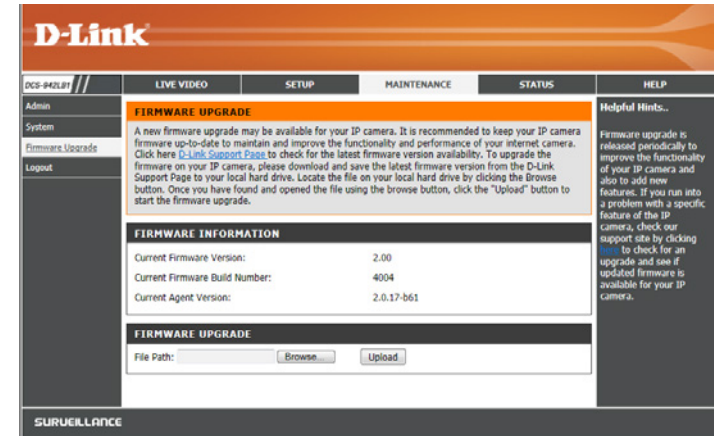 D-Link
DCS-942LB1 //
LIVE VIDEO SETUP MAINTENANCE STATUS HELP
Admin
System
Firmware Upgrade
Logout
FIRMWARE UPGRADE
A new firmware upgrade may be available for your IP camera. It is recommended to keep your IP camera
firmware up-to-date to maintain and improve the functionality and performance of your internet camera.
Click here D-Link Support Page to check for the latest firmware version availability. To upgrade the
firmware on your IP camera, please download and save the latest firmware version from the D-Link
Support Page to your local hard drive. Locate the file on your local hard drive by clicking the Browse
button. Once you have found and opened the file using the browse button, click the "Upload" button to
start the firmware upgrade.
FIRMWARE INFORMATION
Current Firmware Version: 2.00
Current Firmware Build Number: 4004
Current Agent Version: 2.0.17-b61
FIRMWARE UPGRADE
File Path: Browse... Upload
Helpful Hints..
Firmware upgrade is
released periodically to
improve the functionality
of your IP camera and
also to add new
features. If you run into
a problem with a specific
feature of the IP
camera, check our
support site by clicking
here to check for an
upgrade and see if
updated firmware is
available for your IP
camera.
SURVEILLANCE